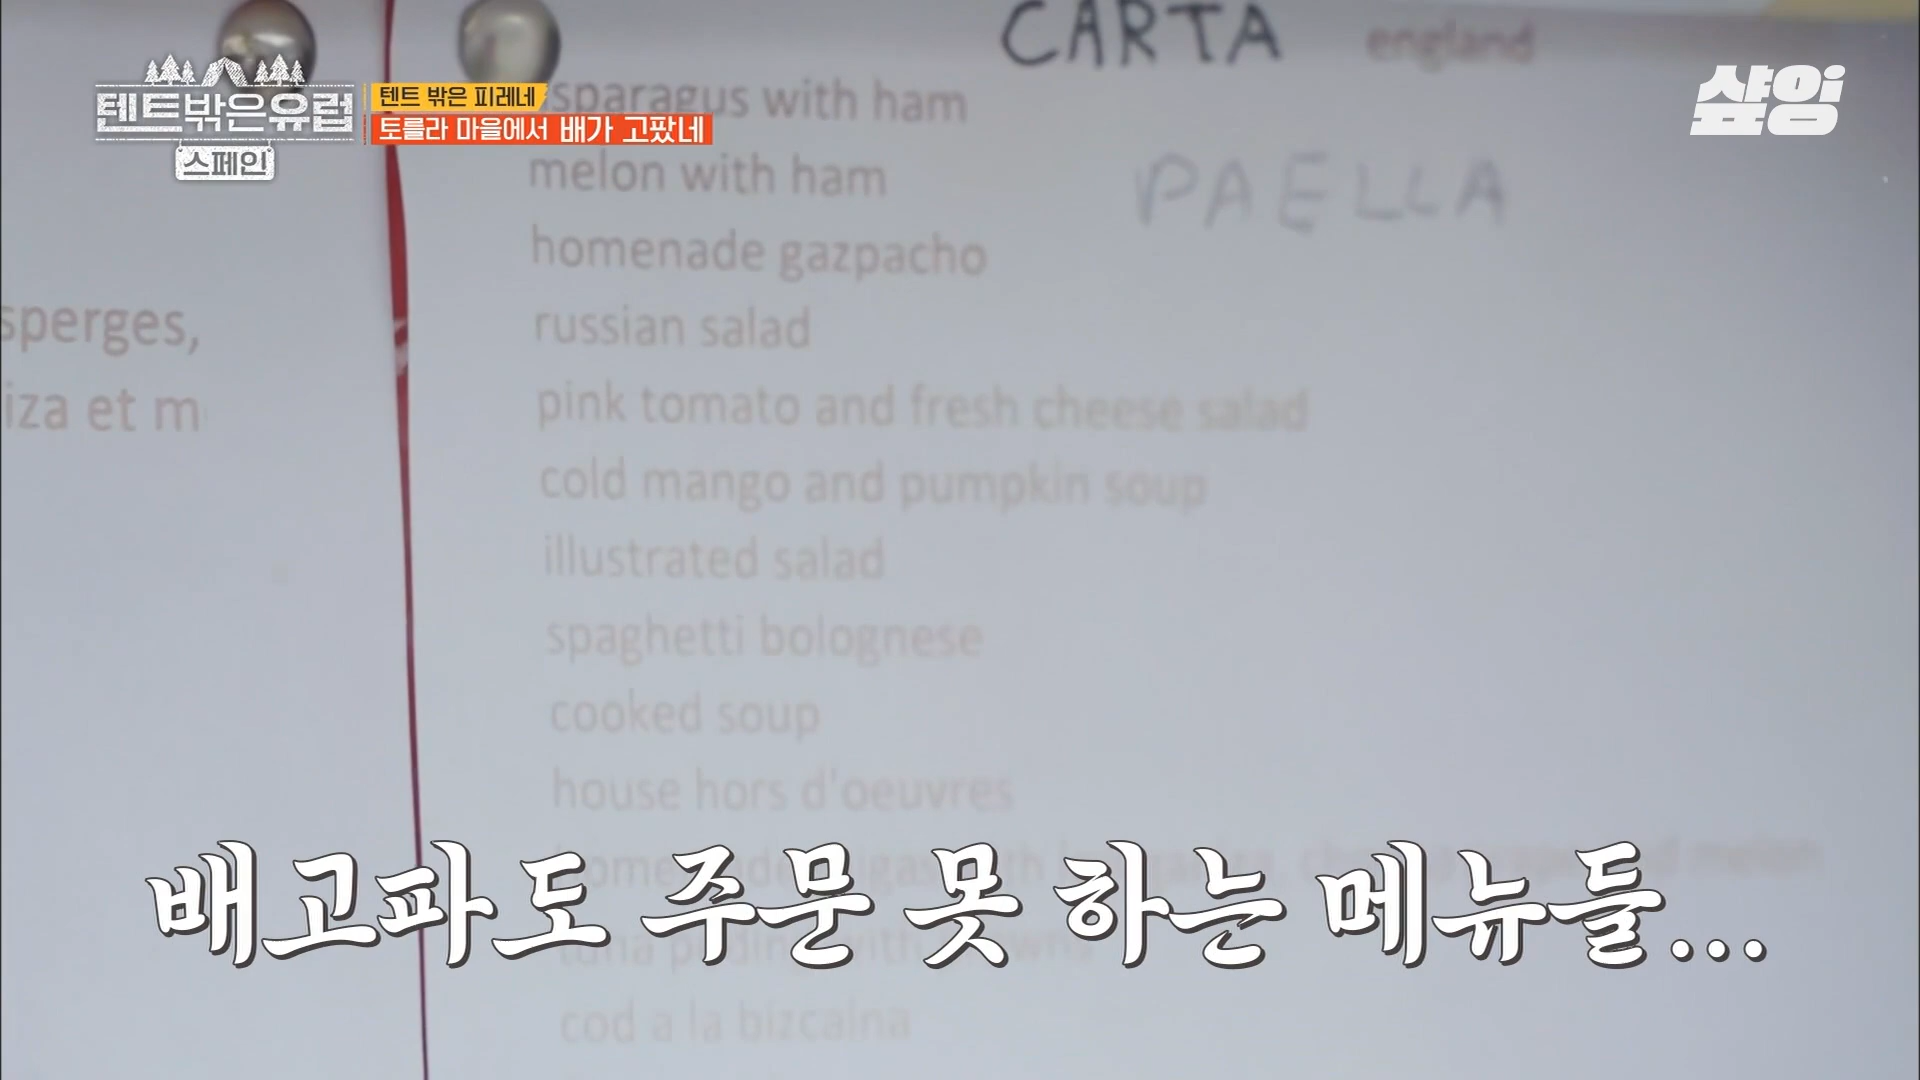 텐트밖은유럽
스페인
텐트 밖은 피레네
토를라 마을에서 배가 고팠네
샾잉
CARTA england
sparagus with ham
PAELLA
melon with ham
homenade gazpacho
russian salad
pink tomato and fresh cheese salad
cold mango and pumpkin soup
illustrated salad
spaghetti bolognese
cooked soup
house hors d'oeuvres
melon
cod a la bizcaina
sperges,
iza et m
배고파도 주문 못 하는 메뉴들...